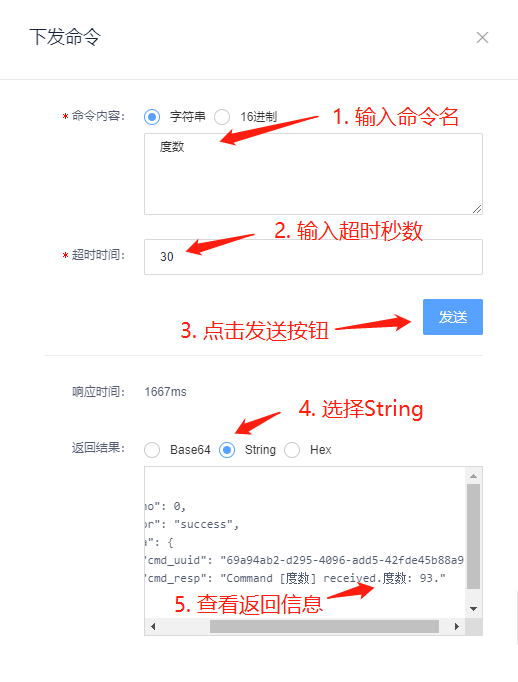 下发命令
* 命令内容: 字符串 16进制
1. 输入命令名
度数
2. 输入超时秒数
* 超时时间: 30
3. 点击发送按钮 发送
响应时间: 1667ms
4. 选择String
返回结果: Base64 String Hex
no": 0,
or": "success",
a": {
"cmd_uuid": "69a94ab2-d295-4096-add5-42fde45b88a9
"cmd_resp": "Command [度数] received.度数: 93."
5. 查看返回信息